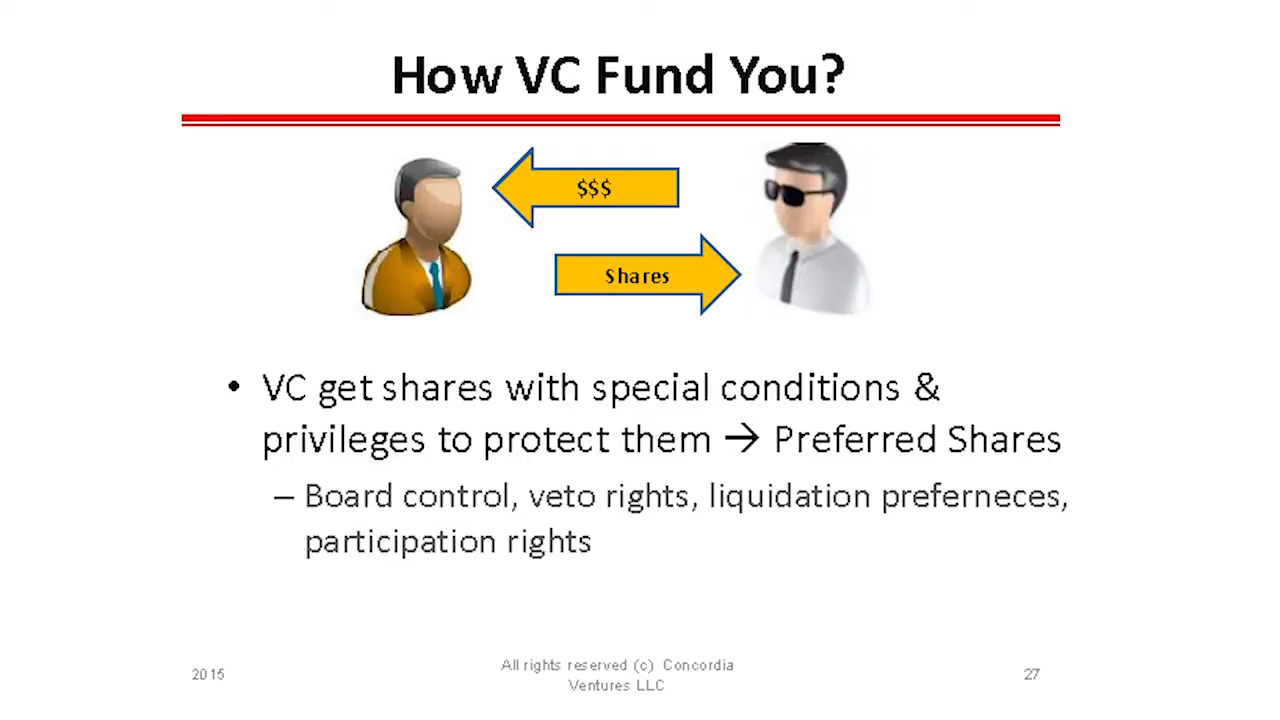 How VC Fund You?
$$$
Shares
• VC get shares with special conditions &
privileges to protect them → Preferred Shares
– Board control, veto rights, liquidation preferneces,
participation rights
2015
All rights reserved (c) Concordia
Ventures LLC
27